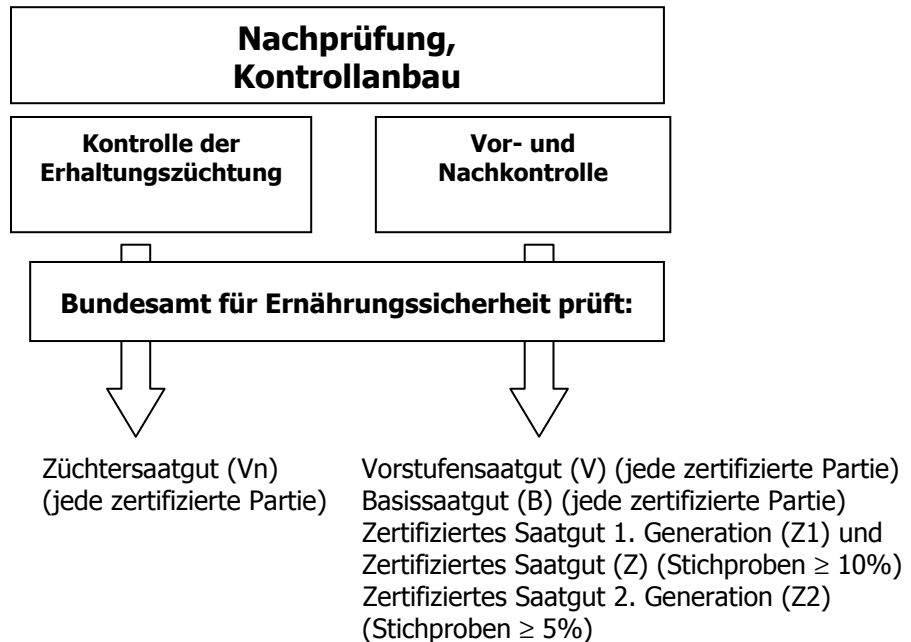 Nachprüfung,
Kontrollanbau
Kontrolle der
Erhaltungszüchtung
Vor- und
Nachkontrolle
Bundesamt für Ernährungssicherheit prüft:
Züchtersaatgut (Vn)
(jede zertifizierte Partie)
Vorstufensaatgut (V) (jede zertifizierte Partie)
Basissaatgut (B) (jede zertifizierte Partie)
Zertifiziertes Saatgut 1. Generation (Z1) und
Zertifiziertes Saatgut (Z) (Stichproben ≥ 10%)
Zertifiziertes Saatgut 2. Generation (Z2)
(Stichproben ≥ 5%)